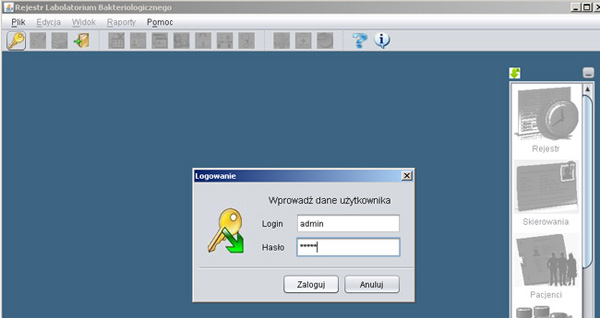 Rejestr Labolatorium Bakteriologicznego
Plik Edycja Widok Raporty Pomoc
Rejestr
Skierowania
Pacjenci
Logowanie
Wprowadź dane użytkownika
Login admin
Hasło *****
Zaloguj Anuluj